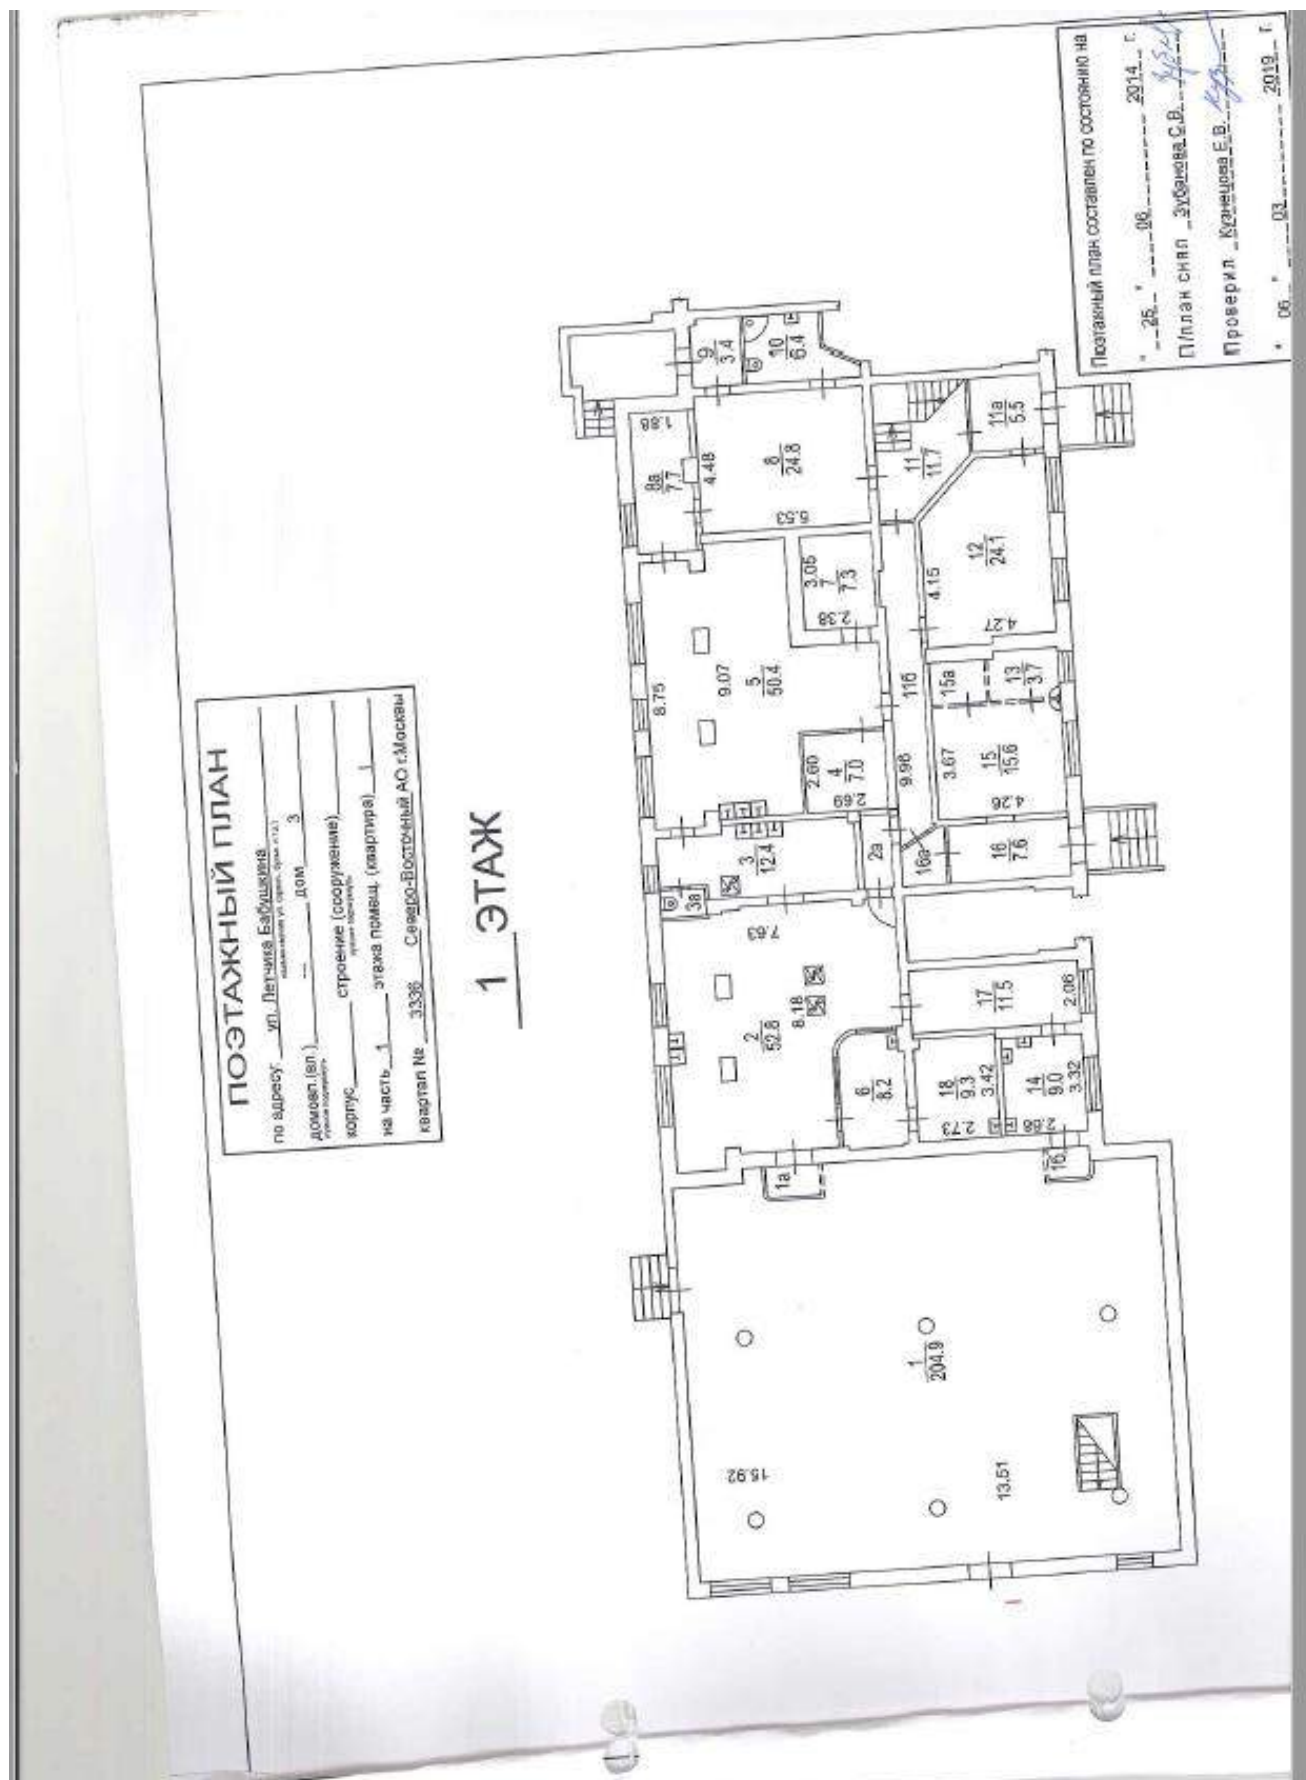 ПОЭТАЖНЫЙ ПЛАН
по адресу: ул. Летчика Бабушкина
домовл.(вл.) — дом 3
корпус строение (сооружение)
на часть 1 этажа помещ. (квартира) 1
квартал № 3336 Северо-Восточный АО г.Москвы
1 ЭТАЖ
8а
7.7
1.88
9
3.4
10
6.4
4.48
8
24.8
5.53
11
11.7
11а
5.5
8.75
9.07
5
50.4
3.05
7
7.3
2.38
4.15
12
24.1
4.27
11б
15а
13
3.7
2.60
4
7.0
2.69
9.96
3.67
15
15.6
4.26
3
12.4
3а
2а
16а
16
7.6
7.63
2
52.8
8.18
17
11.5
2.06
6
8.2
18
9.3
3.42
2.73
14
9.0
3.32
1а
1б
1
204.9
15.92
13.51
Поэтажный план составлен по состоянию на
" 25 " 06 2014 г.
П/план снял Зубанова С.В.
Проверил Кузнецова Е.В.
" 06 " 03 2019 г.